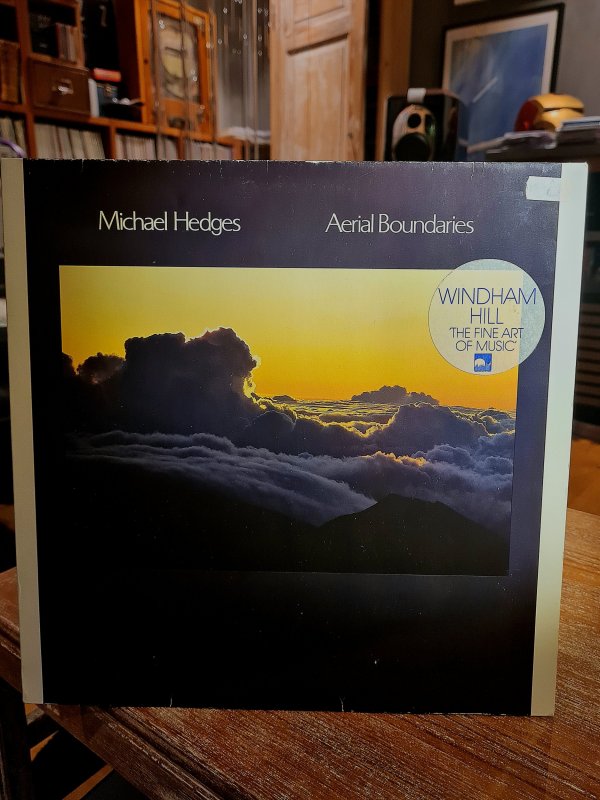 Michael Hedges
Aerial Boundaries
WINDHAM
HILL
'THE FINE ART
OF MUSIC'